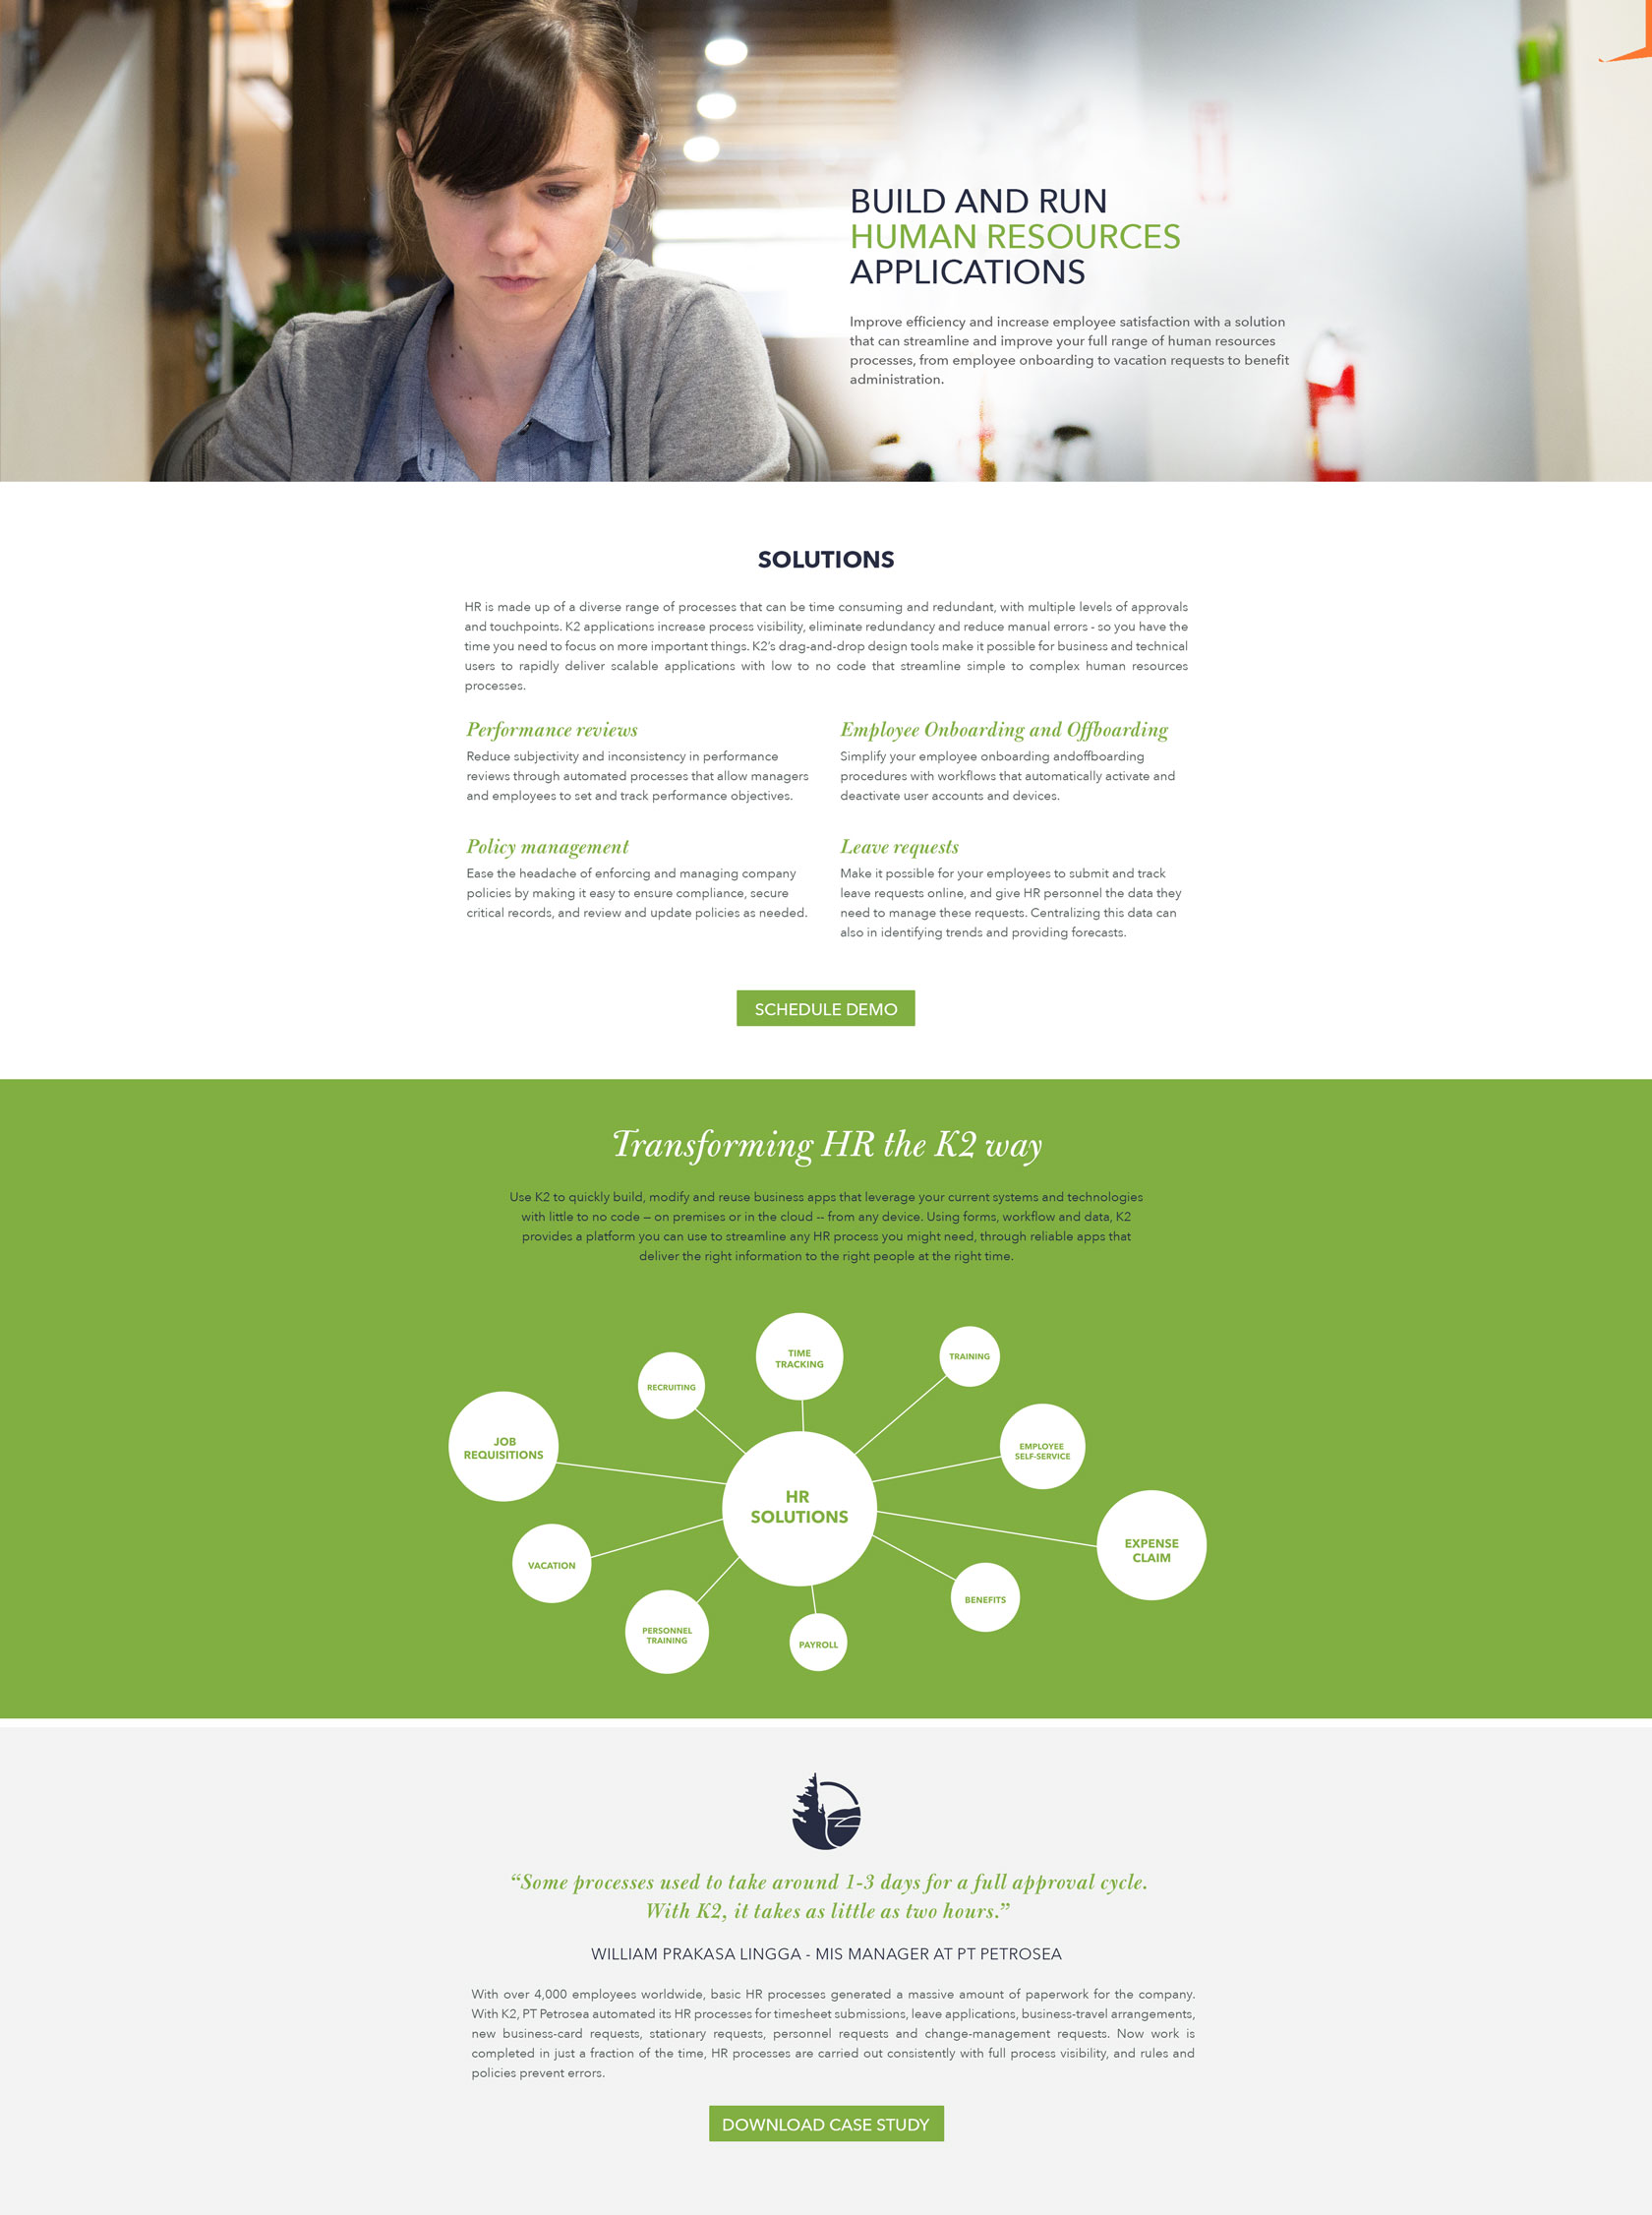 BUILD AND RUN
HUMAN RESOURCES
APPLICATIONS
Improve efficiency and increase employee satisfaction with a solution
that can streamline and improve your full range of human resources
processes, from employee onboarding to vacation requests to benefit
administration.
SOLUTIONS
HR is made up of a diverse range of processes that can be time consuming and redundant, with multiple levels of approvals
and touchpoints. K2 applications increase process visibility, eliminate redundancy and reduce manual errors - so you have the
time you need to focus on more important things. K2’s drag-and-drop design tools make it possible for business and technical
users to rapidly deliver scalable applications with low to no code that streamline simple to complex human resources
processes.
Performance reviews
Reduce subjectivity and inconsistency in performance
reviews through automated processes that allow managers
and employees to set and track performance objectives.
Employee Onboarding and Offboarding
Simplify your employee onboarding andoffboarding
procedures with workflows that automatically activate and
deactivate user accounts and devices.
Policy management
Ease the headache of enforcing and managing company
policies by making it easy to ensure compliance, secure
critical records, and review and update policies as needed.
Leave requests
Make it possible for your employees to submit and track
leave requests online, and give HR personnel the data they
need to manage these requests. Centralizing this data can
also in identifying trends and providing forecasts.
SCHEDULE DEMO
Transforming HR the K2 way
Use K2 to quickly build, modify and reuse business apps that leverage your current systems and technologies
with little to no code – on premises or in the cloud -- from any device. Using forms, workflow and data, K2
provides a platform you can use to streamline any HR process you might need, through reliable apps that
deliver the right information to the right people at the right time.
TIME
TRACKING
TRAINING
RECRUITING
JOB
REQUISITIONS
EMPLOYEE
SELF-SERVICE
HR
SOLUTIONS
EXPENSE
CLAIM
VACATION
BENEFITS
PERSONNEL
TRAINING
PAYROLL
“Some processes used to take around 1-3 days for a full approval cycle.
With K2, it takes as little as two hours.”
WILLIAM PRAKASA LINGGA - MIS MANAGER AT PT PETROSEA
With over 4,000 employees worldwide, basic HR processes generated a massive amount of paperwork for the company.
With K2, PT Petrosea automated its HR processes for timesheet submissions, leave applications, business-travel arrangements,
new business-card requests, stationary requests, personnel requests and change-management requests. Now work is
completed in just a fraction of the time, HR processes are carried out consistently with full process visibility, and rules and
policies prevent errors.
DOWNLOAD CASE STUDY